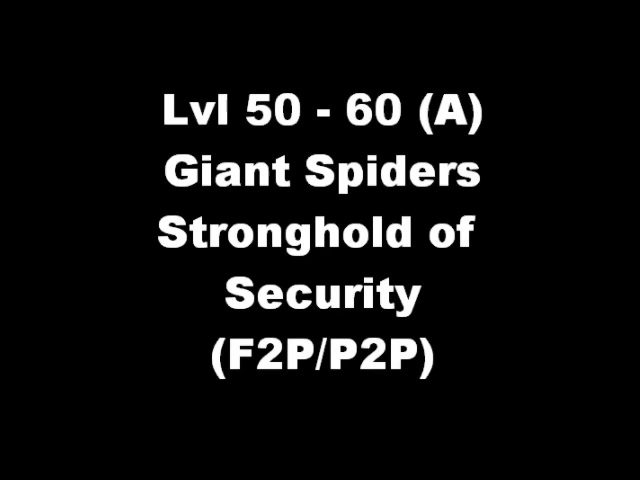 Lvl 50 - 60 (A)
Giant Spiders
Stronghold of
Security
(F2P/P2P)